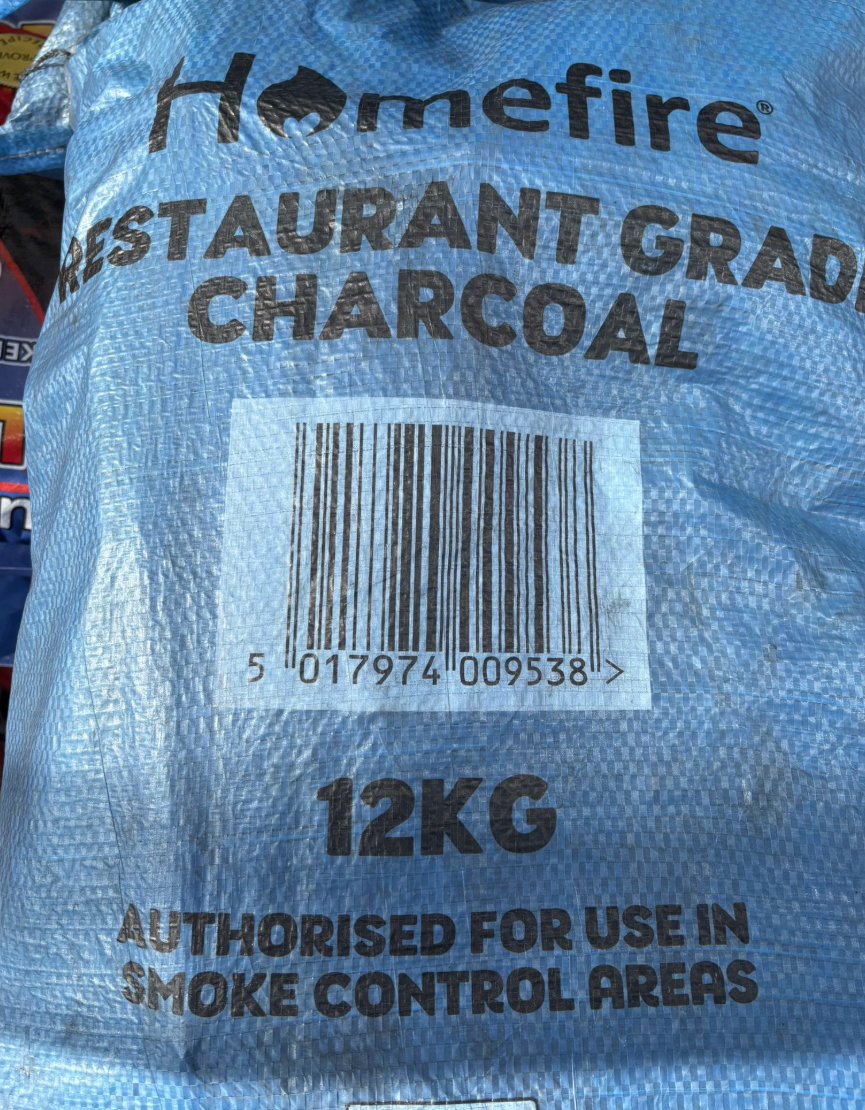 Homefire®
RESTAURANT GRADE
CHARCOAL
5 017974 009538 >
12KG
AUTHORISED FOR USE IN
SMOKE CONTROL AREAS